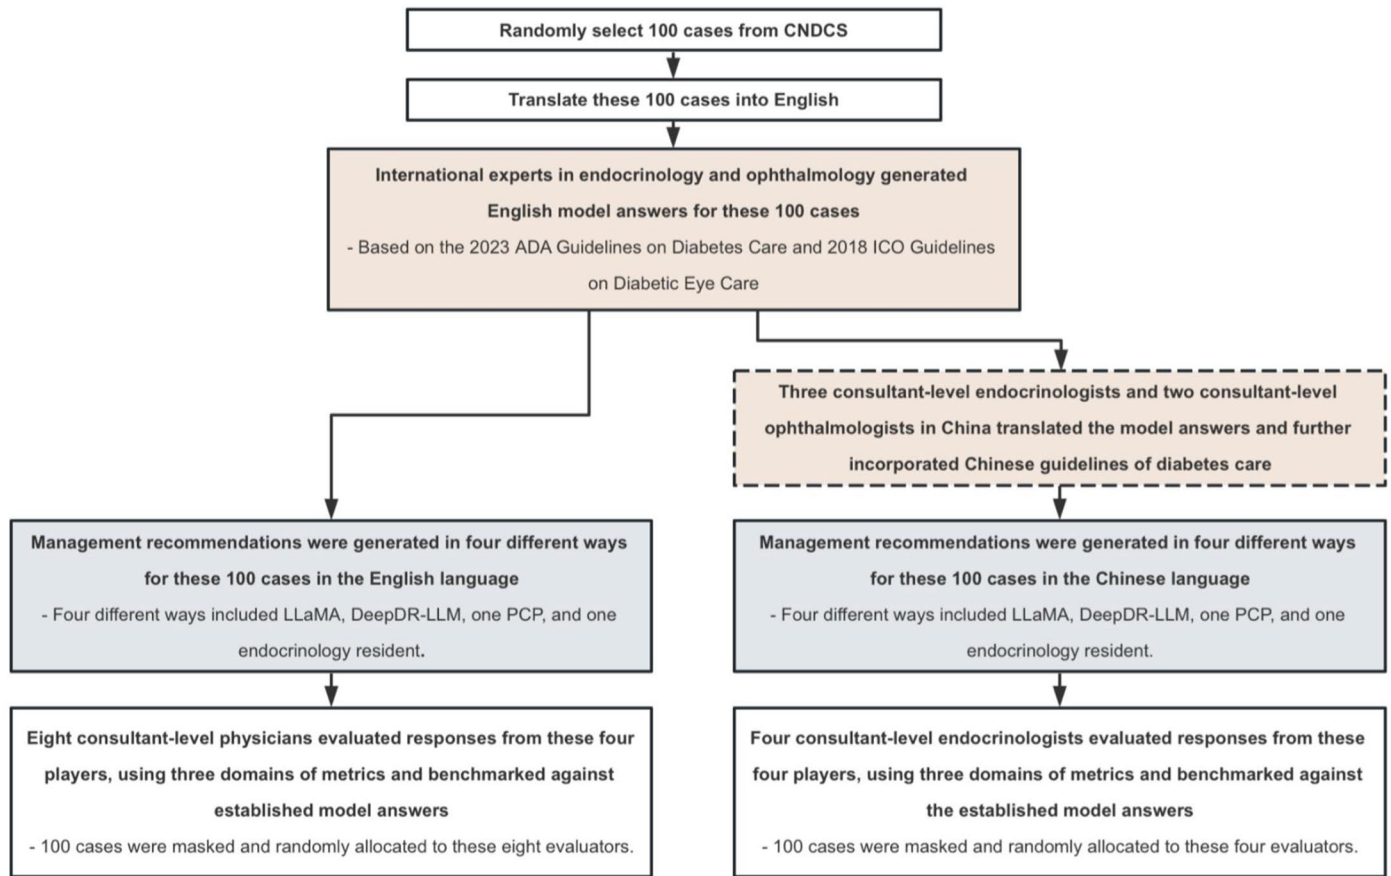 Randomly select 100 cases from CNDCS
Translate these 100 cases into English
International experts in endocrinology and ophthalmology generated
English model answers for these 100 cases
- Based on the 2023 ADA Guidelines on Diabetes Care and 2018 ICO Guidelines
on Diabetic Eye Care
Three consultant-level endocrinologists and two consultant-level
ophthalmologists in China translated the model answers and further
incorporated Chinese guidelines of diabetes care
Management recommendations were generated in four different ways
for these 100 cases in the English language
- Four different ways included LLaMA, DeepDR-LLM, one PCP, and one
endocrinology resident.
Management recommendations were generated in four different ways
for these 100 cases in the Chinese language
- Four different ways included LLaMA, DeepDR-LLM, one PCP, and one
endocrinology resident.
Eight consultant-level physicians evaluated responses from these four
players, using three domains of metrics and benchmarked against
established model answers
- 100 cases were masked and randomly allocated to these eight evaluators.
Four consultant-level endocrinologists evaluated responses from these
four players, using three domains of metrics and benchmarked against
the established model answers
- 100 cases were masked and randomly allocated to these four evaluators.